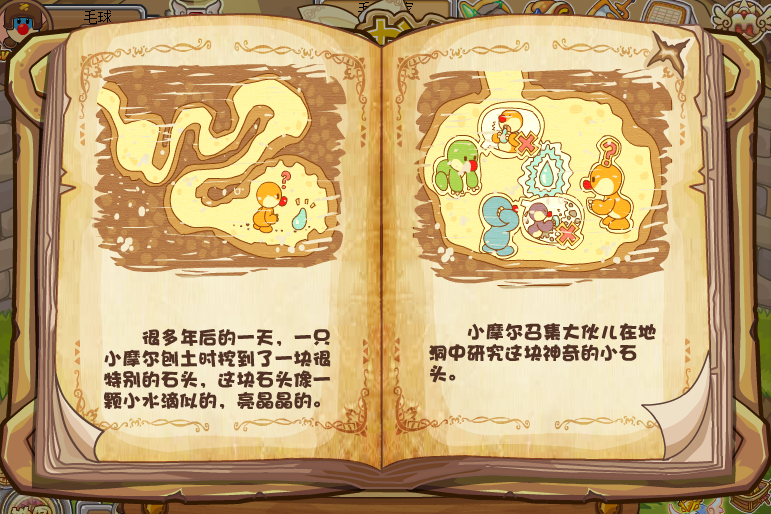 毛球
很多年后的一天，一只
小摩尔刨土时挖到了一块很
特别的石头，这块石头像一
颗小水滴似的，亮晶晶的。
小摩尔召集大伙儿在地
洞中研究这块神奇的小石
头。